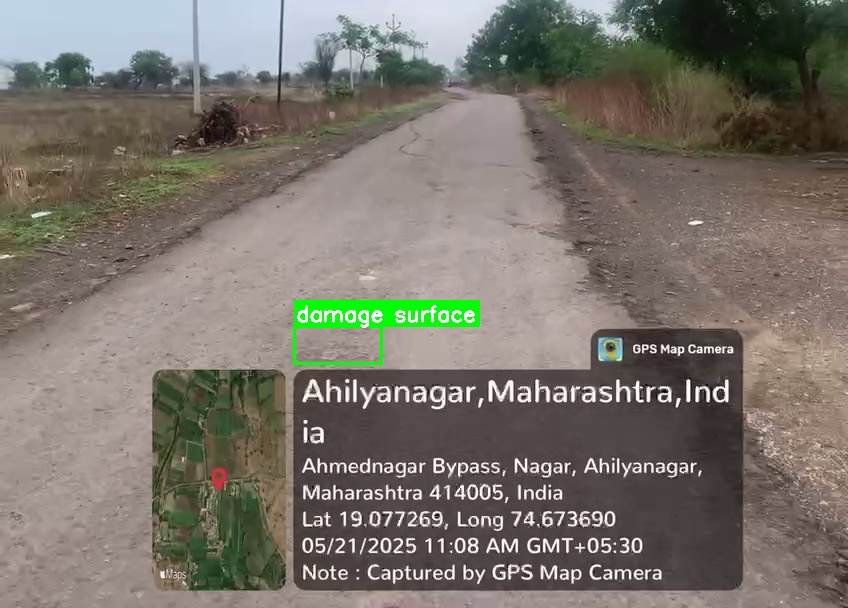 damage surface
GPS Map Camera
Ahilyanagar,Maharashtra,Ind
ia
Ahmednagar Bypass, Nagar, Ahilyanagar,
Maharashtra 414005, India
Lat 19.077269, Long 74.673690
05/21/2025 11:08 AM GMT+05:30
Note : Captured by GPS Map Camera
Maps